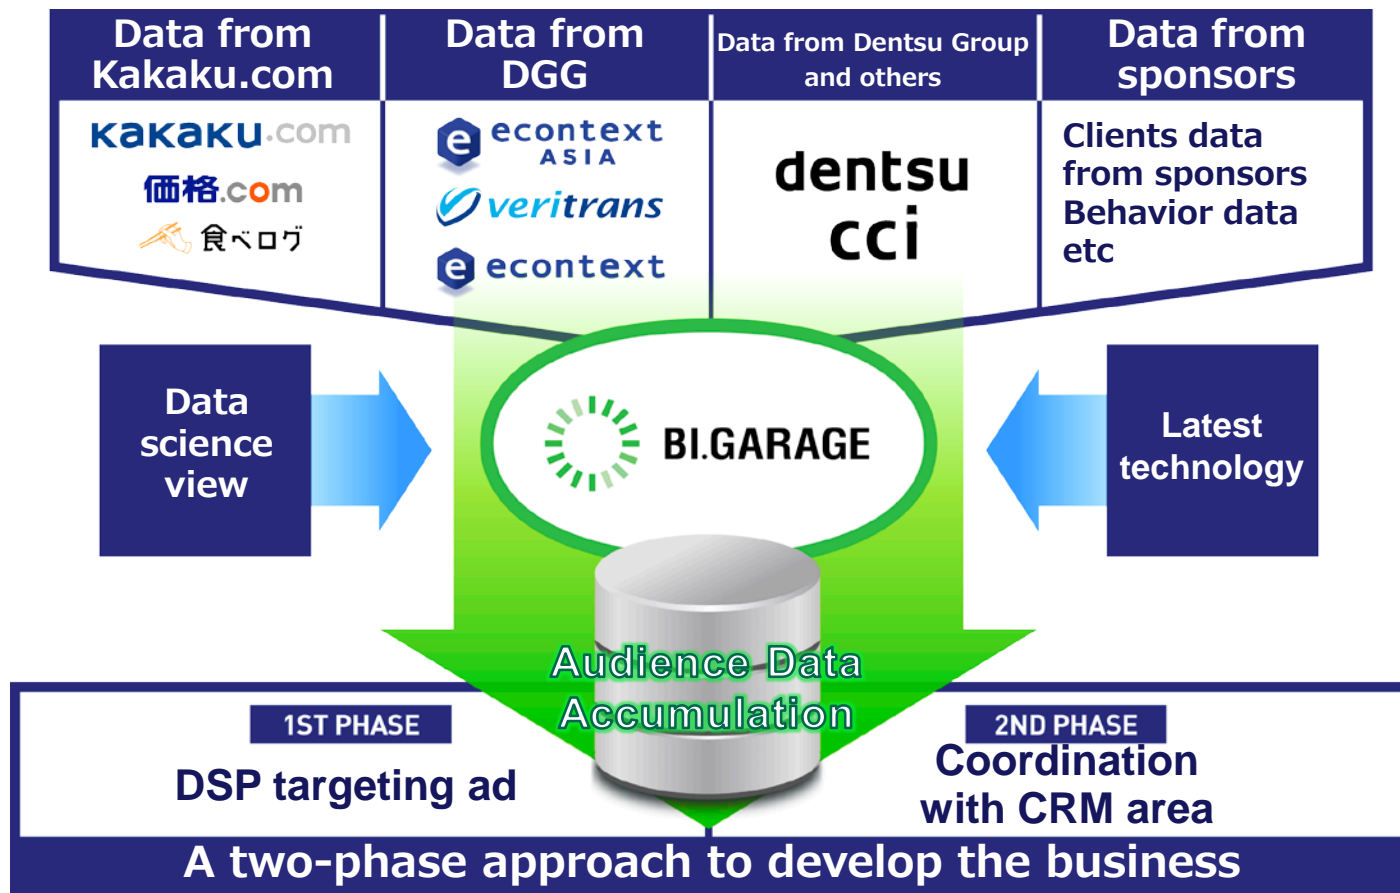 Data from
Kakaku.com
Data from
DGG
Data from Dentsu Group
and others
Data from
sponsors
kakaku.com
価格.com
食べログ
e econtext
ASIA
veritrans
e econtext
dentsu
cci
Clients data
from sponsors
Behavior data
etc
Data
science
view
BI.GARAGE
Latest
technology
Audience Data
Accumulation
1ST PHASE
DSP targeting ad
2ND PHASE
Coordination
with CRM area
A two-phase approach to develop the business